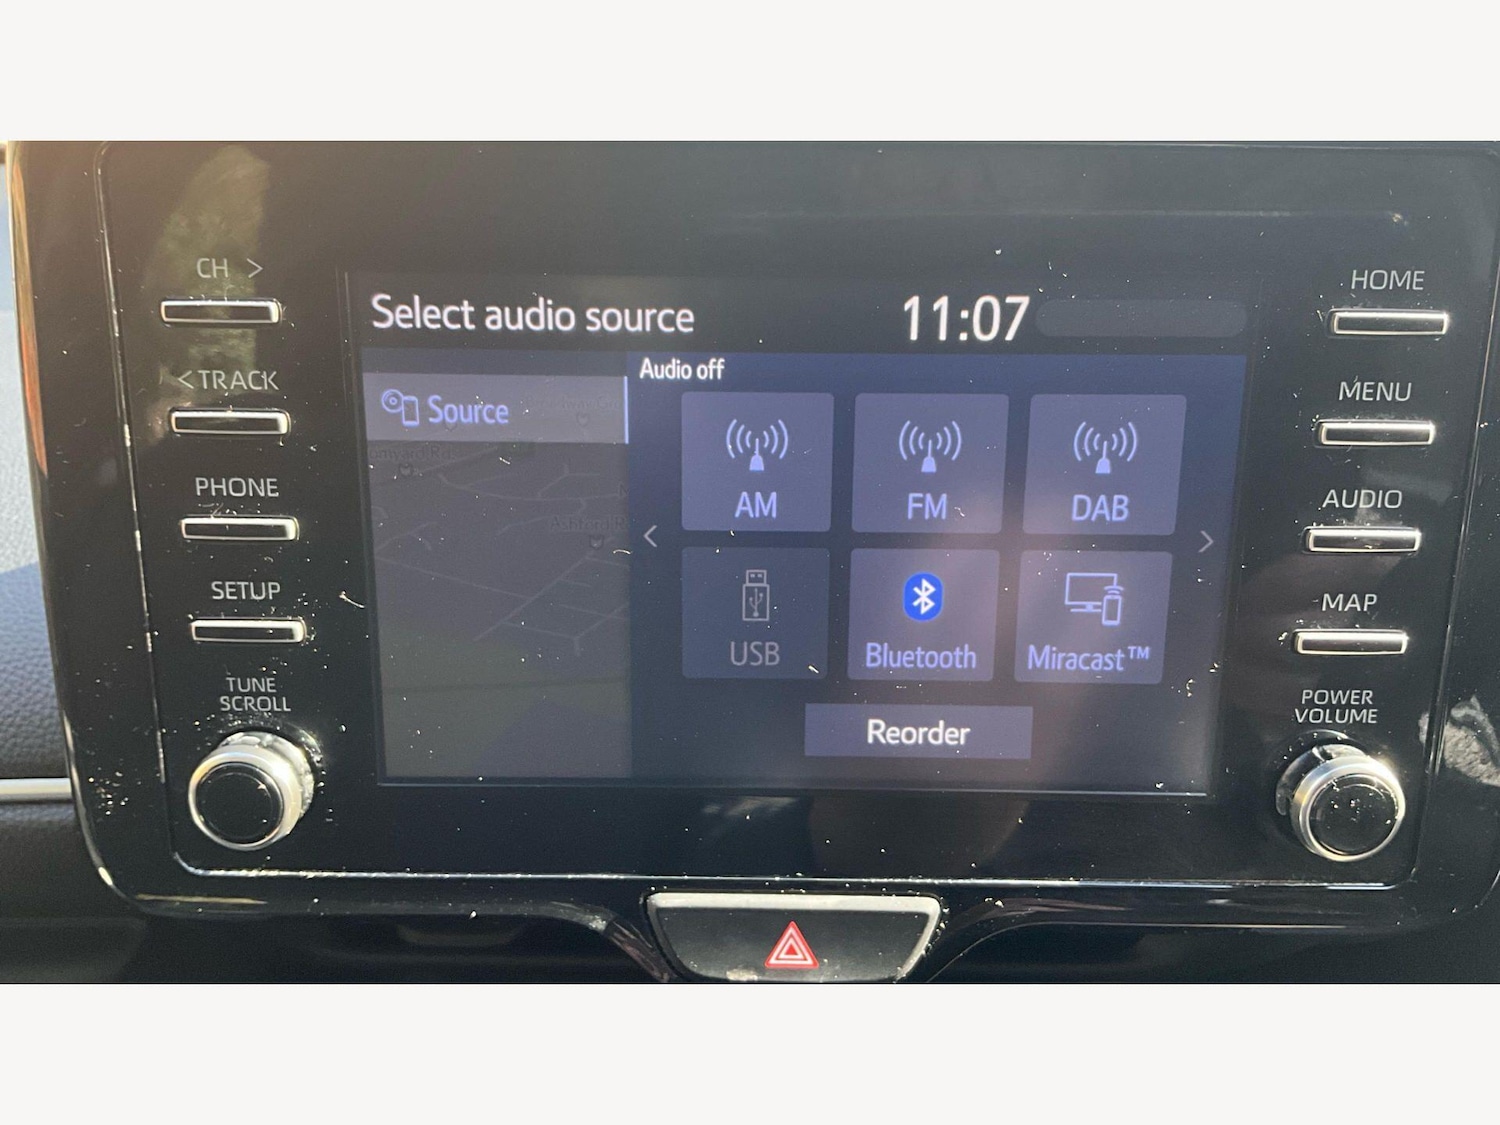 CH >
< TRACK
PHONE
SETUP
TUNE
SCROLL
Select audio source
11:07
Source
Audio off
AM
FM
DAB
<
>
USB
Bluetooth
Miracast™
Reorder
HOME
MENU
AUDIO
MAP
POWER
VOLUME